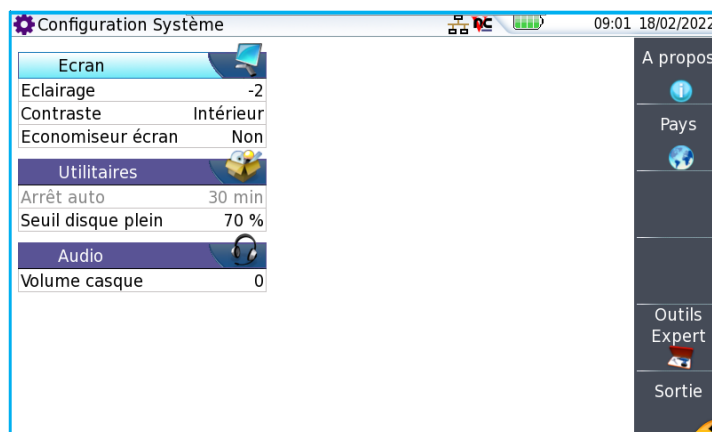 Configuration Système
09:01 18/02/2022
Ecran
Eclairage -2
Contraste Intérieur
Economiseur écran Non
Utilitaires
Arrêt auto 30 min
Seuil disque plein 70 %
Audio
Volume casque 0
A propos
Pays
Outils
Expert
Sortie